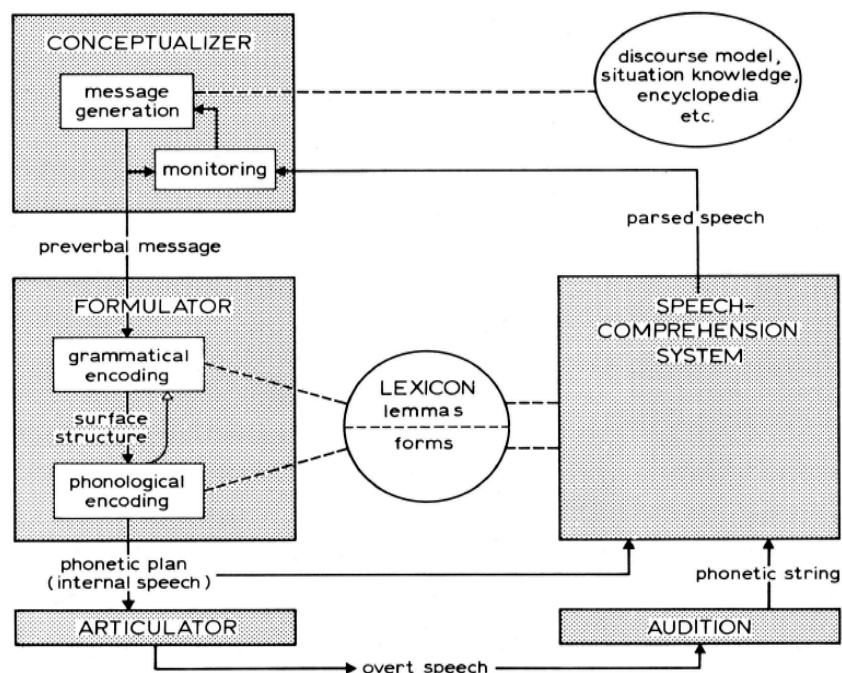 CONCEPTUALIZER
message
generation
monitoring
discourse model,
situation knowledge,
encyclopedia
etc.
parsed speech
preverbal message
FORMULATOR
grammatical
encoding
surface
structure
phonological
encoding
LEXICON
lemmas
forms
SPEECH-
COMPREHENSION
SYSTEM
phonetic plan
(internal speech)
phonetic string
ARTICULATOR
AUDITION
overt speech